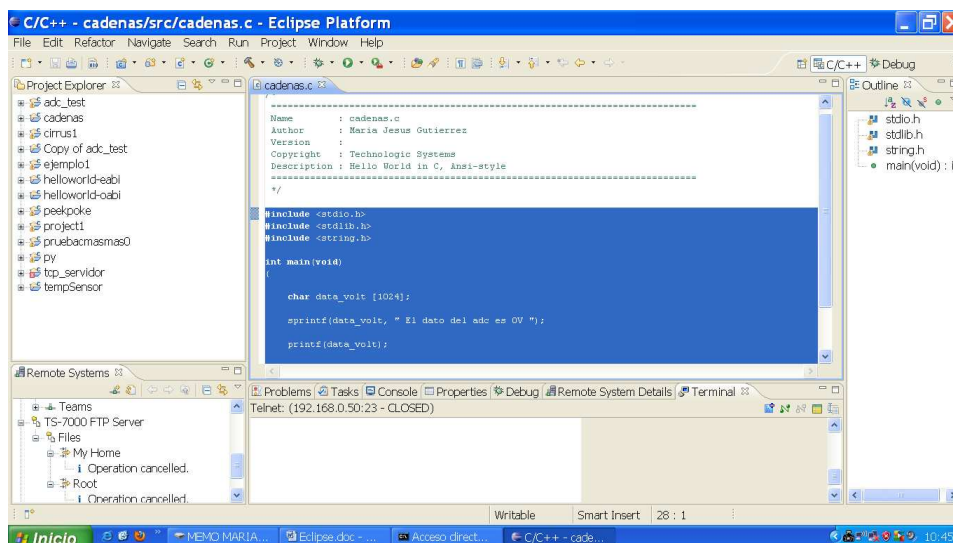 C/C++ - cadenas/src/cadenas.c - Eclipse Platform
File Edit Refactor Navigate Search Run Project Window Help
C/C++ Debug
Project Explorer
adc_test
cadenas
cirrus1
Copy of adc_test
ejemplo1
helloworld-eabi
helloworld-oabi
peekpoke
project1
pruebacmasmas0
py
tcp_servidor
tempSensor
cadenas.c
============================================================================
Name : cadenas.c
Author : Maria Jesus Gutierrez
Version :
Copyright : Technologic Systems
Description : Hello World in C, Ansi-style
============================================================================
*/
#include <stdio.h>
#include <stdlib.h>
#include <string.h>
int main(void)
{
char data_volt [1024];
sprintf(data_volt, " El dato del adc es OV ");
printf(data_volt);
Outline
stdio.h
stdlib.h
string.h
main(void) : i
Remote Systems
Teams
TS-7000 FTP Server
Files
My Home
Operation cancelled.
Root
Operation cancelled.
Problems Tasks Console Properties Debug Remote System Details Terminal
Telnet: (192.168.0.50:23 - CLOSED)
Writable Smart Insert 28 : 1
Inicio MEMO MARIA... Eclipse.doc - ... Acceso direct... C/C++ - cade... 10:45